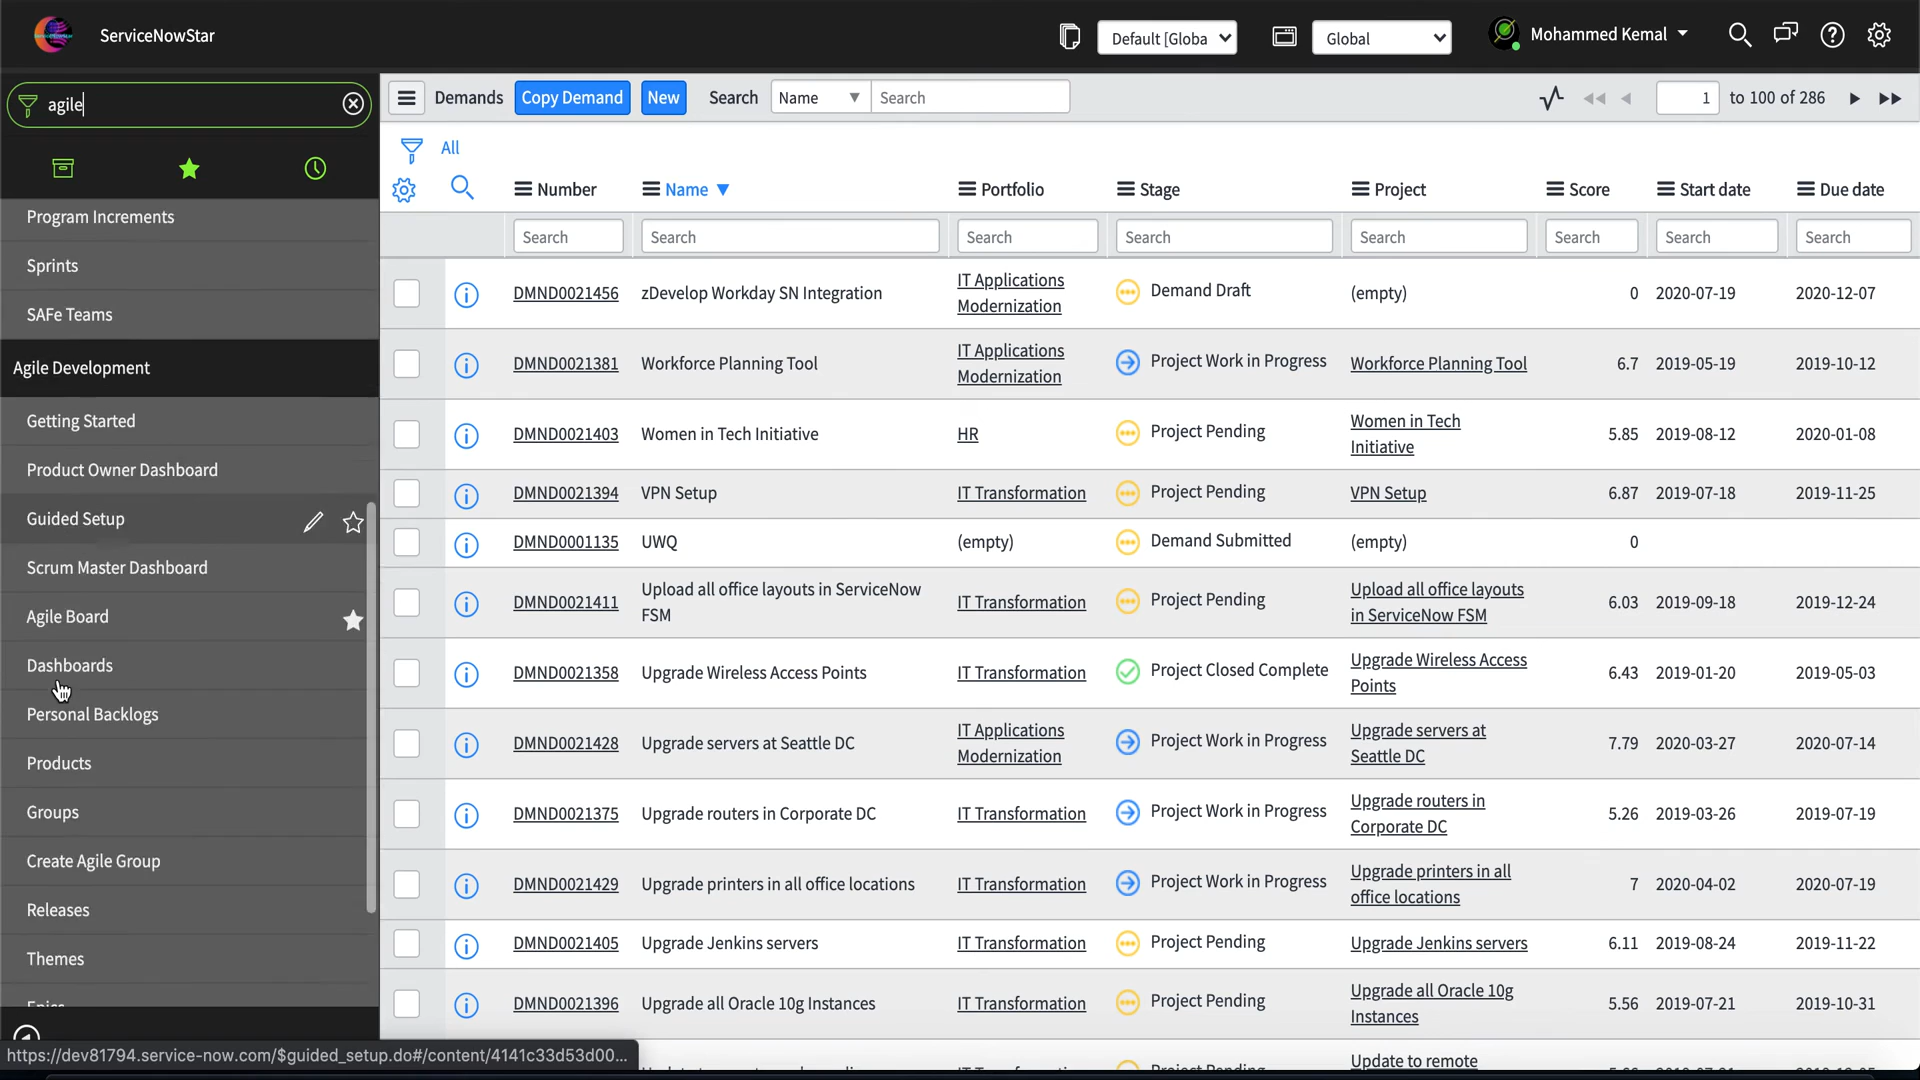 ServiceNowStar
Default [Globa
Global
Mohammed Kemal
agile
Demands
Copy Demand
New
Search
Name
Search
1
to 100 of 286
All
Program Increments
Sprints
SAFe Teams
Agile Development
Getting Started
Product Owner Dashboard
Guided Setup
Scrum Master Dashboard
Agile Board
Dashboards
Personal Backlogs
Products
Groups
Create Agile Group
Releases
Themes
Epics
https://dev81794.service-now.com/$guided_setup.do#/content/4141c33d53d00...
Number Name Portfolio Stage Project Score Start date Due date
Search Search Search Search Search Search Search Search
DMND0021456 zDevelop Workday SN Integration IT Applications Modernization Demand Draft (empty) 0 2020-07-19 2020-12-07
DMND0021381 Workforce Planning Tool IT Applications Modernization Project Work in Progress Workforce Planning Tool 6.7 2019-05-19 2019-10-12
DMND0021403 Women in Tech Initiative HR Project Pending Women in Tech Initiative 5.85 2019-08-12 2020-01-08
DMND0021394 VPN Setup IT Transformation Project Pending VPN Setup 6.87 2019-07-18 2019-11-25
DMND0001135 UWQ (empty) Demand Submitted (empty) 0
DMND0021411 Upload all office layouts in ServiceNow FSM IT Transformation Project Pending Upload all office layouts in ServiceNow FSM 6.03 2019-09-18 2019-12-24
DMND0021358 Upgrade Wireless Access Points IT Transformation Project Closed Complete Upgrade Wireless Access Points 6.43 2019-01-20 2019-05-03
DMND0021428 Upgrade servers at Seattle DC IT Applications Modernization Project Work in Progress Upgrade servers at Seattle DC 7.79 2020-03-27 2020-07-14
DMND0021375 Upgrade routers in Corporate DC IT Transformation Project Work in Progress Upgrade routers in Corporate DC 5.26 2019-03-26 2019-07-19
DMND0021429 Upgrade printers in all office locations IT Transformation Project Work in Progress Upgrade printers in all office locations 7 2020-04-02 2020-07-19
DMND0021405 Upgrade Jenkins servers IT Transformation Project Pending Upgrade Jenkins servers 6.11 2019-08-24 2019-11-22
DMND0021396 Upgrade all Oracle 10g Instances IT Transformation Project Pending Upgrade all Oracle 10g Instances 5.56 2019-07-21 2019-10-31
Update to remote